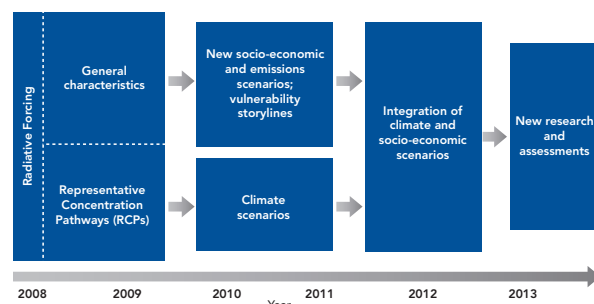 Radiative Forcing
General
characteristics
Representative
Concentration
Pathways (RCPs)
New socio-economic
and emissions
scenarios;
vulnerability
storylines
Climate
scenarios
Integration of
climate and
socio-economic
scenarios
New research
and
assessments
2008 2009 2010 2011 2012 2013
Year